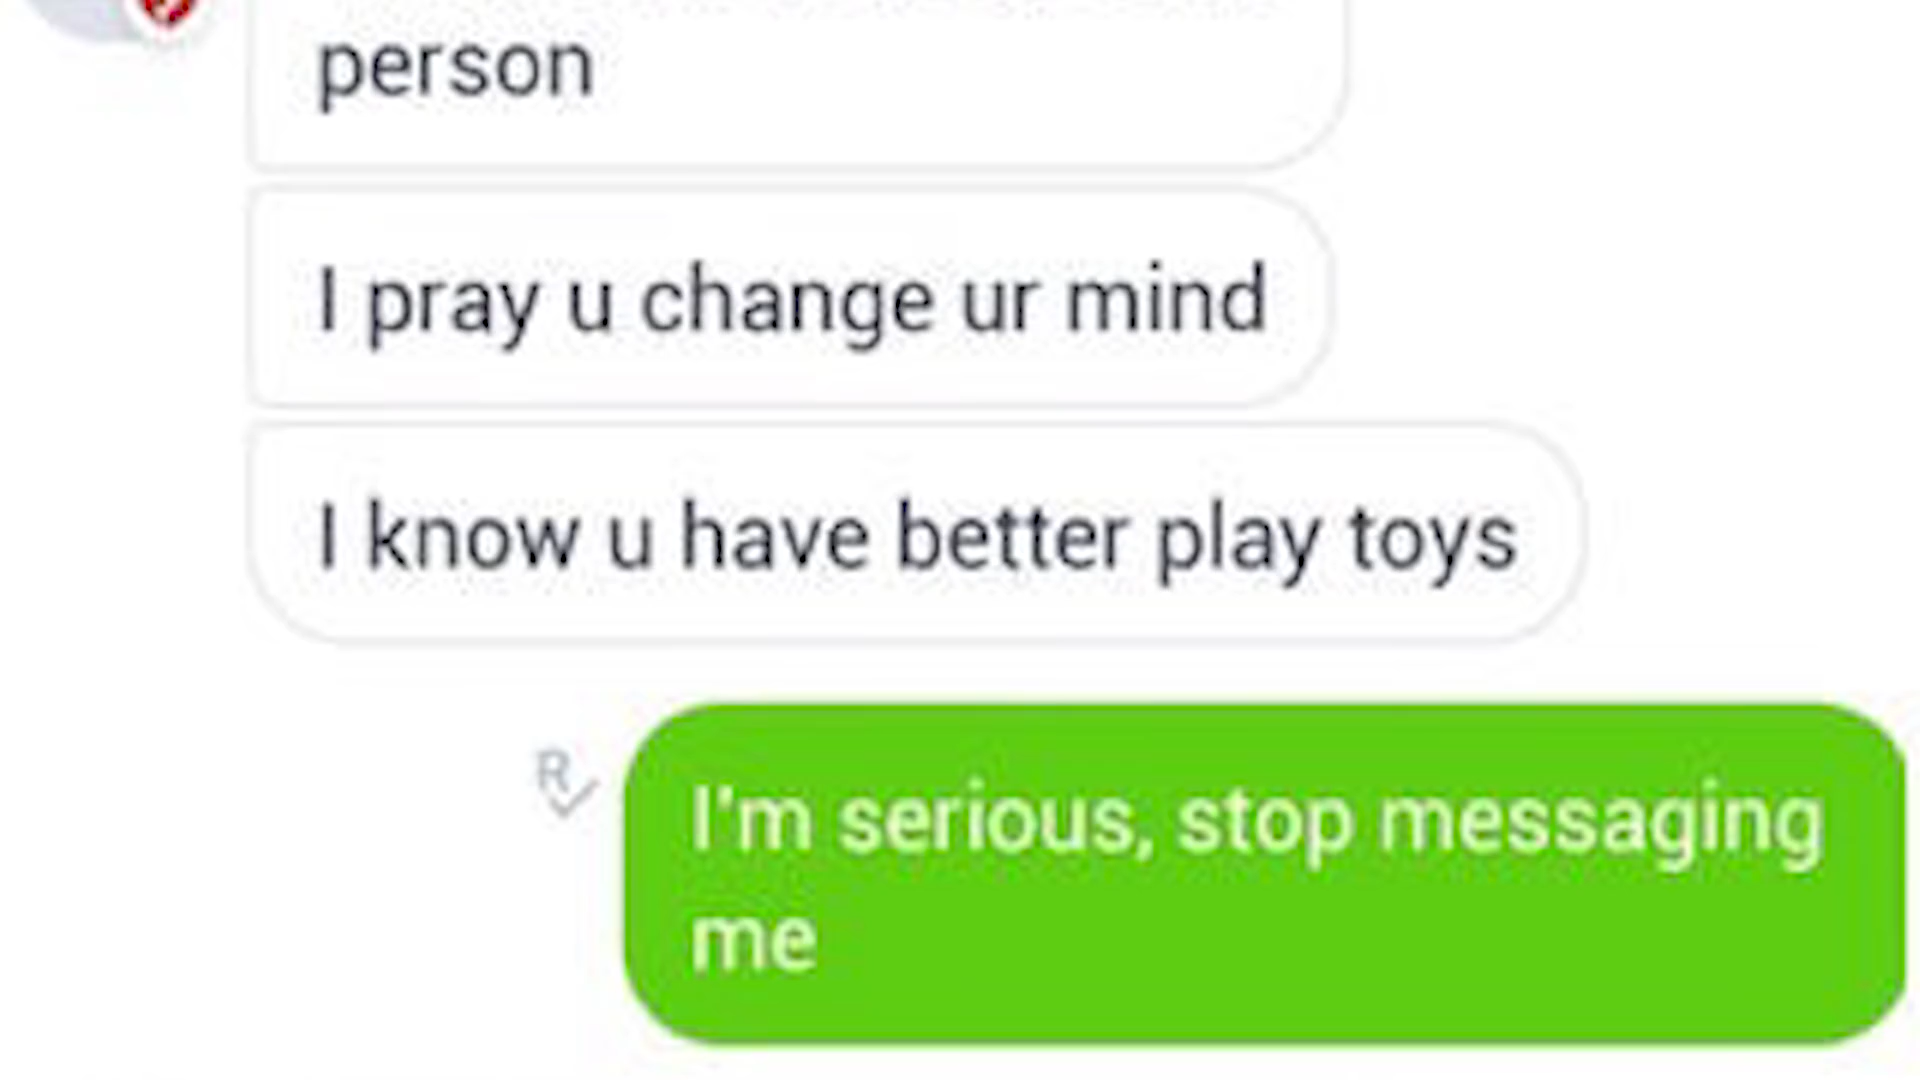 person
I pray u change ur mind
I know u have better play toys
R
I'm serious, stop messaging
me